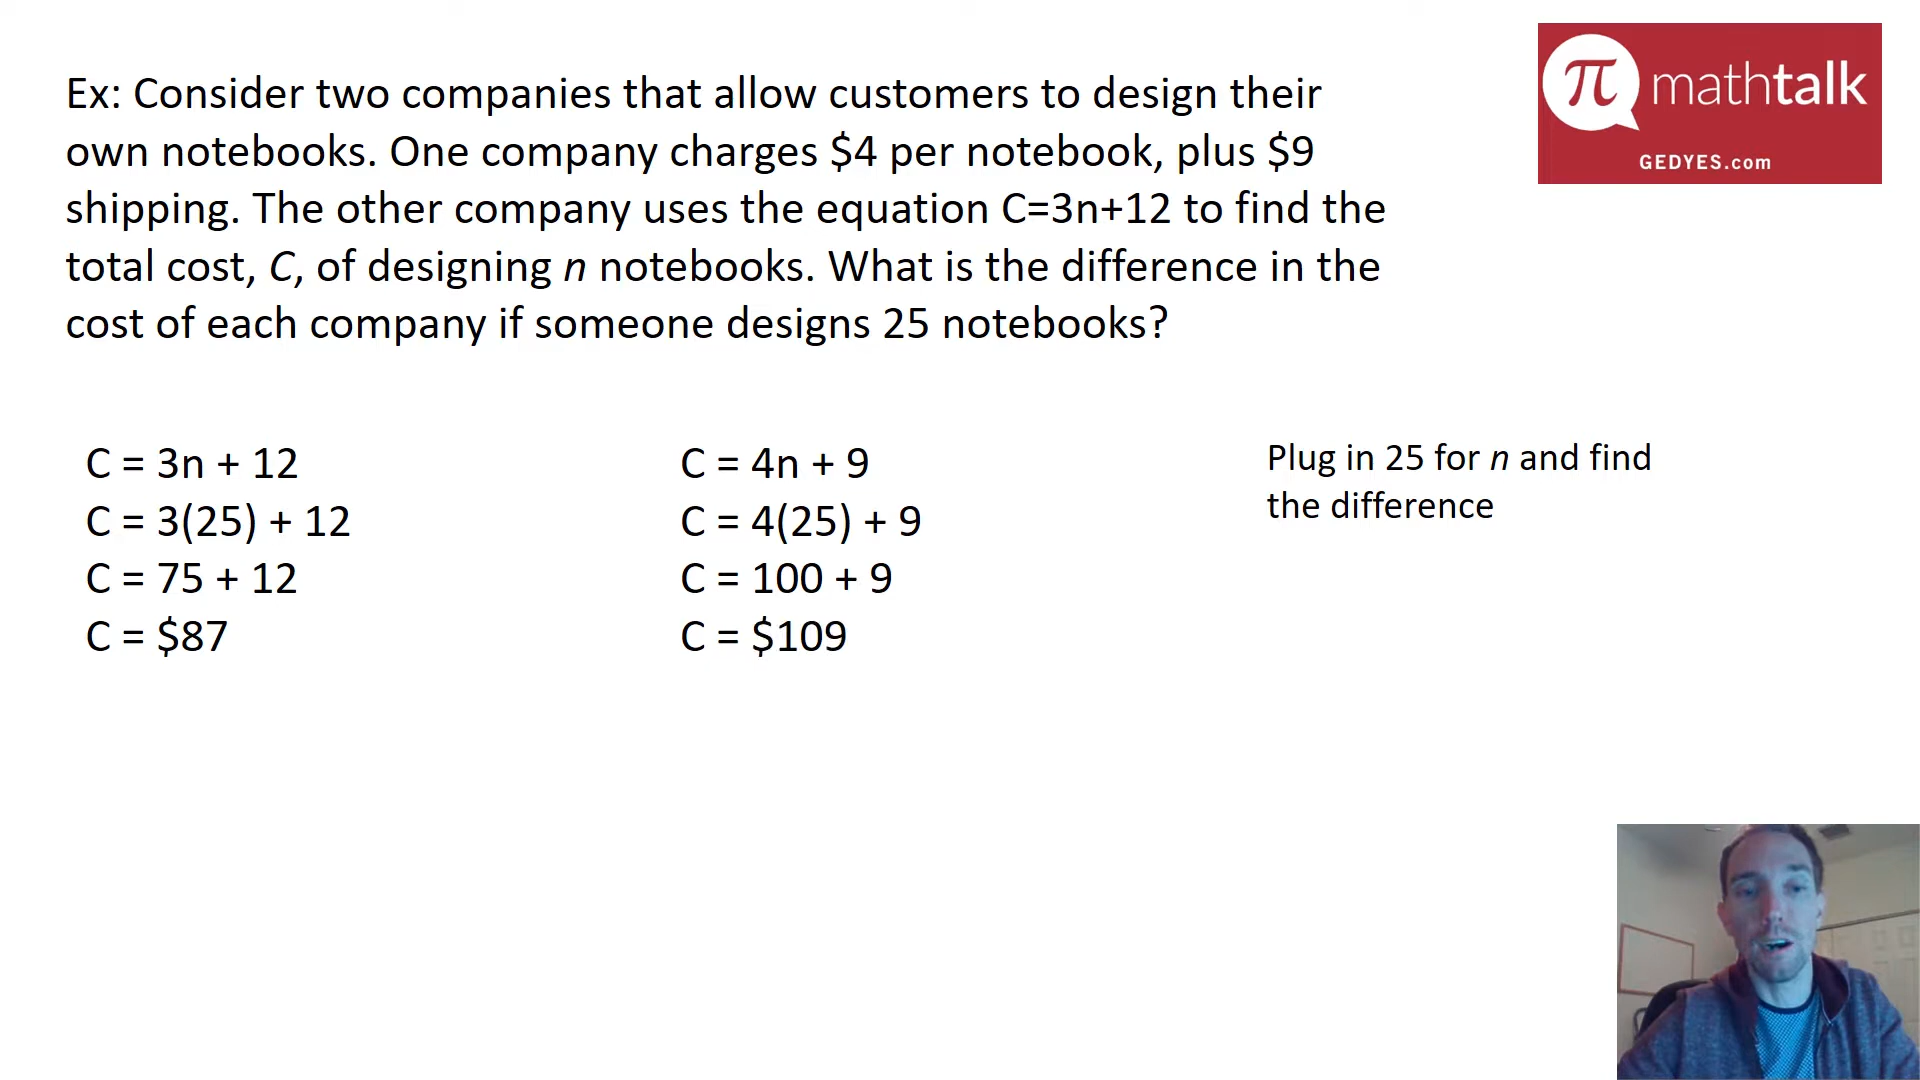 Ex: Consider two companies that allow customers to design their
own notebooks. One company charges $4 per notebook, plus $9
shipping. The other company uses the equation C=3n+12 to find the
total cost, C, of designing n notebooks. What is the difference in the
cost of each company if someone designs 25 notebooks?
π mathtalk
GEDYES.com
C = 3n + 12
C = 3(25) + 12
C = 75 + 12
C = $87
C = 4n + 9
C = 4(25) + 9
C = 100 + 9
C = $109
Plug in 25 for n and find
the difference